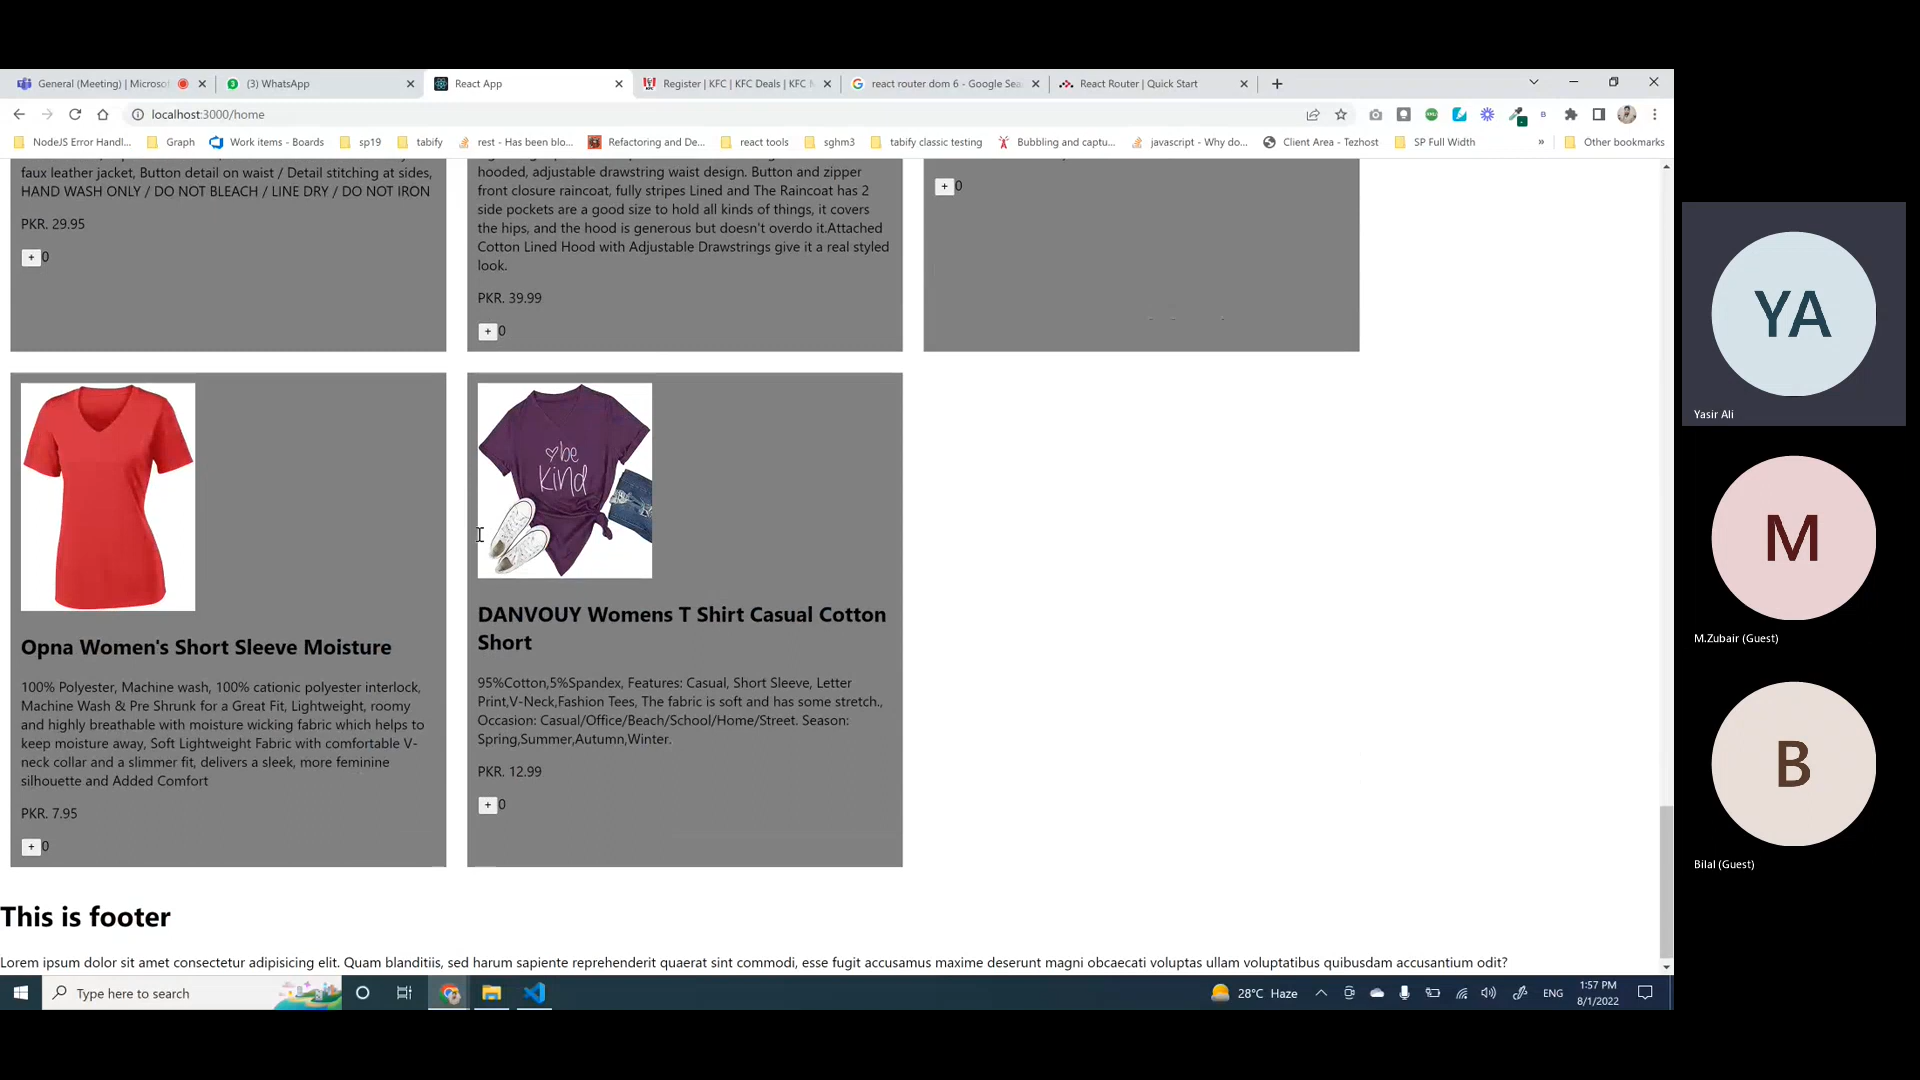 General (Meeting) | Microso
(3) WhatsApp
React App
Register | KFC | KFC Deals | KFC
react router dom 6 - Google Sea
React Router | Quick Start
localhost:3000/home
NodeJS Error Handl...
Graph
Work items - Boards
sp19
tabify
rest - Has been blo...
Refactoring and De...
react tools
sghm3
tabify classic testing
Bubbling and captu...
javascript - Why do...
Client Area - Tezhost
SP Full Width
»
Other bookmarks
faux leather jacket, Button detail on waist / Detail stitching at sides,
HAND WASH ONLY / DO NOT BLEACH / LINE DRY / DO NOT IRON
PKR. 29.95
+ 0
hooded, adjustable drawstring waist design. Button and zipper
front closure raincoat, fully stripes Lined and The Raincoat has 2
side pockets are a good size to hold all kinds of things, it covers
the hips, and the hood is generous but doesn't overdo it.Attached
Cotton Lined Hood with Adjustable Drawstrings give it a real styled
look.
PKR. 39.99
+ 0
+ 0
Opna Women's Short Sleeve Moisture
100% Polyester, Machine wash, 100% cationic polyester interlock,
Machine Wash & Pre Shrunk for a Great Fit, Lightweight, roomy
and highly breathable with moisture wicking fabric which helps to
keep moisture away, Soft Lightweight Fabric with comfortable V-
neck collar and a slimmer fit, delivers a sleek, more feminine
silhouette and Added Comfort
PKR. 7.95
+ 0
be
kind
DANVOUY Womens T Shirt Casual Cotton
Short
95%Cotton,5%Spandex, Features: Casual, Short Sleeve, Letter
Print,V-Neck,Fashion Tees, The fabric is soft and has some stretch.,
Occasion: Casual/Office/Beach/School/Home/Street. Season:
Spring,Summer,Autumn,Winter.
PKR. 12.99
+ 0
This is footer
Lorem ipsum dolor sit amet consectetur adipisicing elit. Quam blanditiis, sed harum sapiente reprehenderit quaerat sint commodi, esse fugit accusamus maxime deserunt magni obcaecati voluptas ullam voluptatibus quibusdam accusantium odit?
Type here to search
28°C Haze
ENG
1:57 PM
8/1/2022
YA
Yasir Ali
M
M.Zubair (Guest)
B
Bilal (Guest)